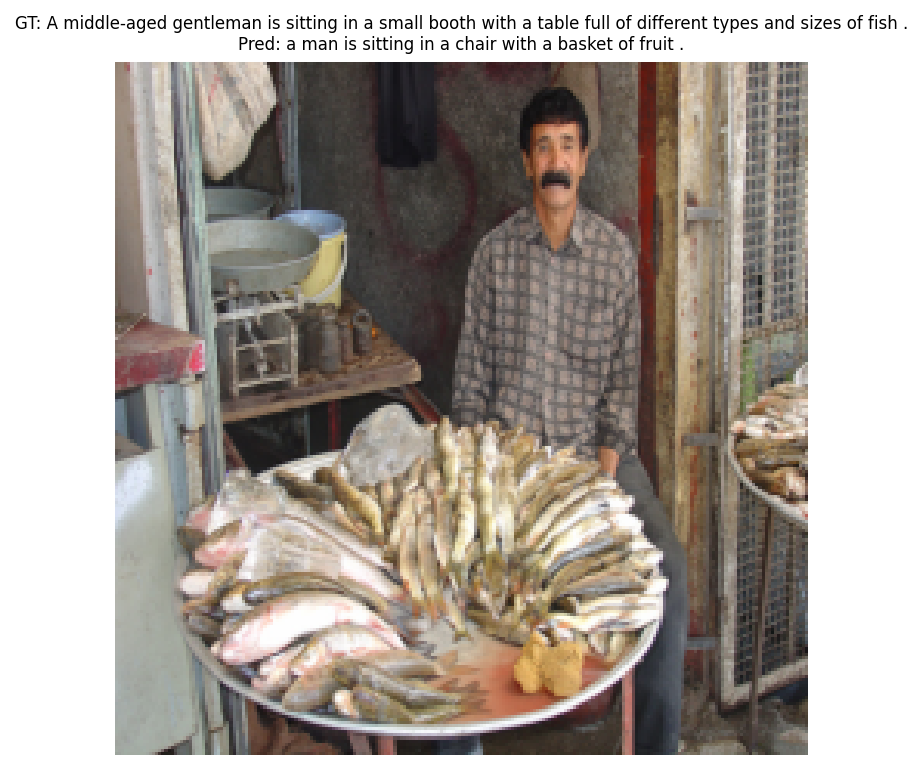 GT: A middle-aged gentleman is sitting in a small booth with a table full of different types and sizes of fish .
Pred: a man is sitting in a chair with a basket of fruit .